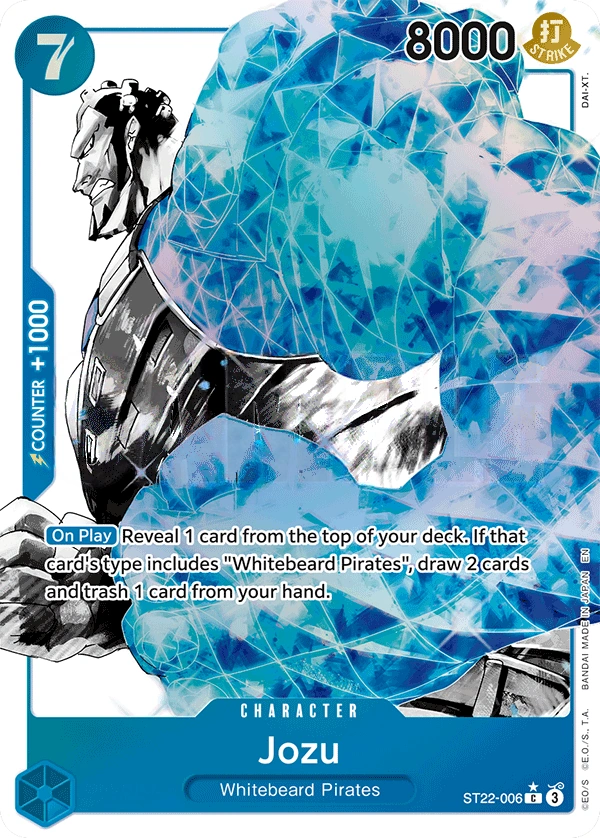 7
8000
打
STRIKE
DAI-XT.
COUNTER +1000
On Play Reveal 1 card from the top of your deck. If that
card's type includes "Whitebeard Pirates", draw 2 cards
and trash 1 card from your hand.
©EO/S ©E.O./S., T.A. BANDAI MADE IN JAPAN EN
CHARACTER
Jozu
Whitebeard Pirates
ST22-006 C 3